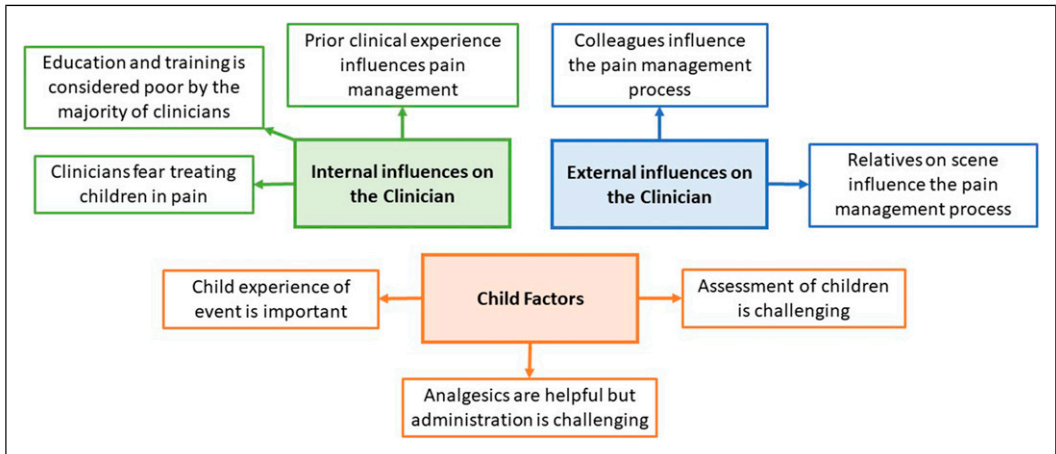 Education and training is
considered poor by the
majority of clinicians
Prior clinical experience
influences pain
management
Colleagues influence
the pain management
process
Clinicians fear treating
children in pain
Internal influences on
the Clinician
External influences on
the Clinician
Relatives on scene
influence the pain
management process
Child experience of
event is important
Child Factors
Assessment of children
is challenging
Analgesics are helpful but
administration is challenging